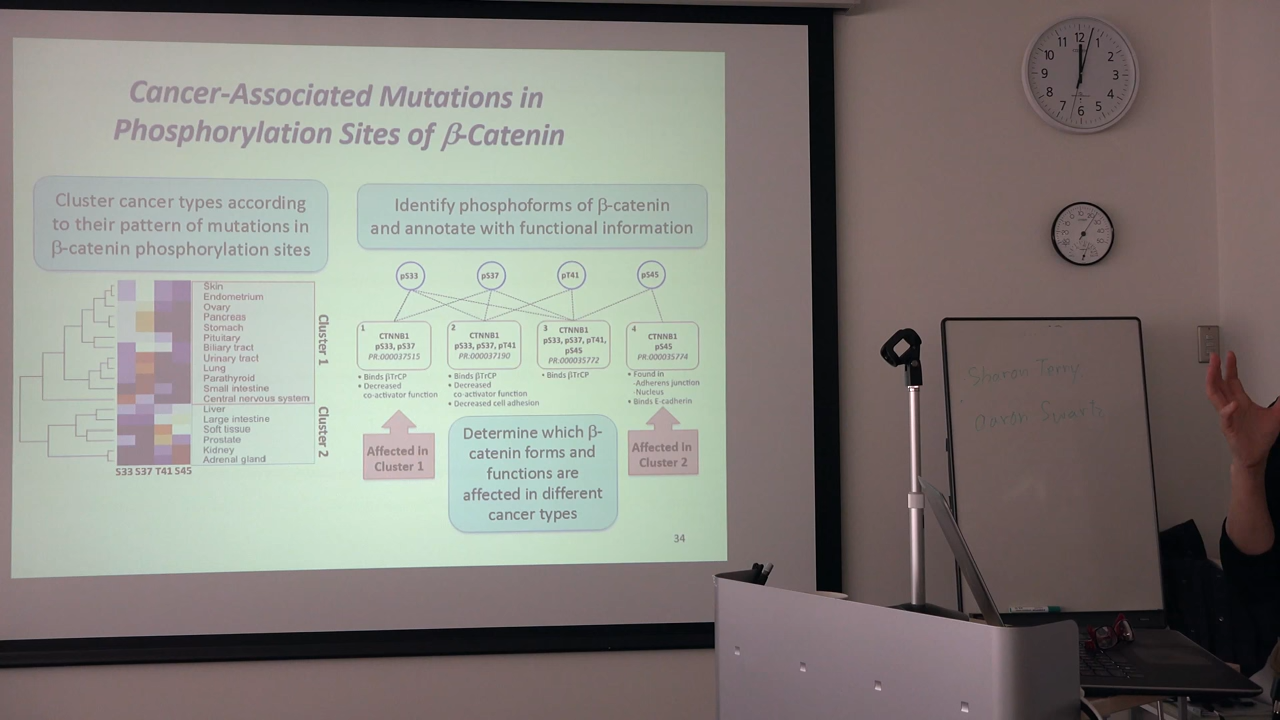 Cancer-Associated Mutations in
Phosphorylation Sites of β-Catenin
Cluster cancer types according
to their pattern of mutations in
β-catenin phosphorylation sites
Skin
Endometrium
Ovary
Pancreas
Stomach
Pituitary
Biliary tract
Urinary tract
Lung
Parathyroid
Small intestine
Central nervous system
Liver
Large intestine
Soft tissue
Prostate
Kidney
Adrenal gland
Cluster 1
Cluster 2
S33 S37 T41 S45
Identify phosphoforms of β-catenin
and annotate with functional information
pS33
pS37
pT41
pS45
1
CTNNB1
pS33, pS37
PR:000037515
• Binds βTrCP
• Decreased
co-activator function
2
CTNNB1
pS33, pS37, pT41
PR:000037190
• Binds βTrCP
• Decreased
co-activator function
• Decreased cell adhesion
3
CTNNB1
pS33, pS37, pT41,
pS45
PR:000035772
• Binds βTrCP
4
CTNNB1
pS45
PR:000035774
• Found in
-Adherens junction
-Nucleus
• Binds E-cadherin
Affected in
Cluster 1
Determine which β-
catenin forms and
functions are
affected in different
cancer types
Affected in
Cluster 2
34
12
1
2
3
4
5
6
7
8
9
10
11
Sharon Terry
Aaron Swartz